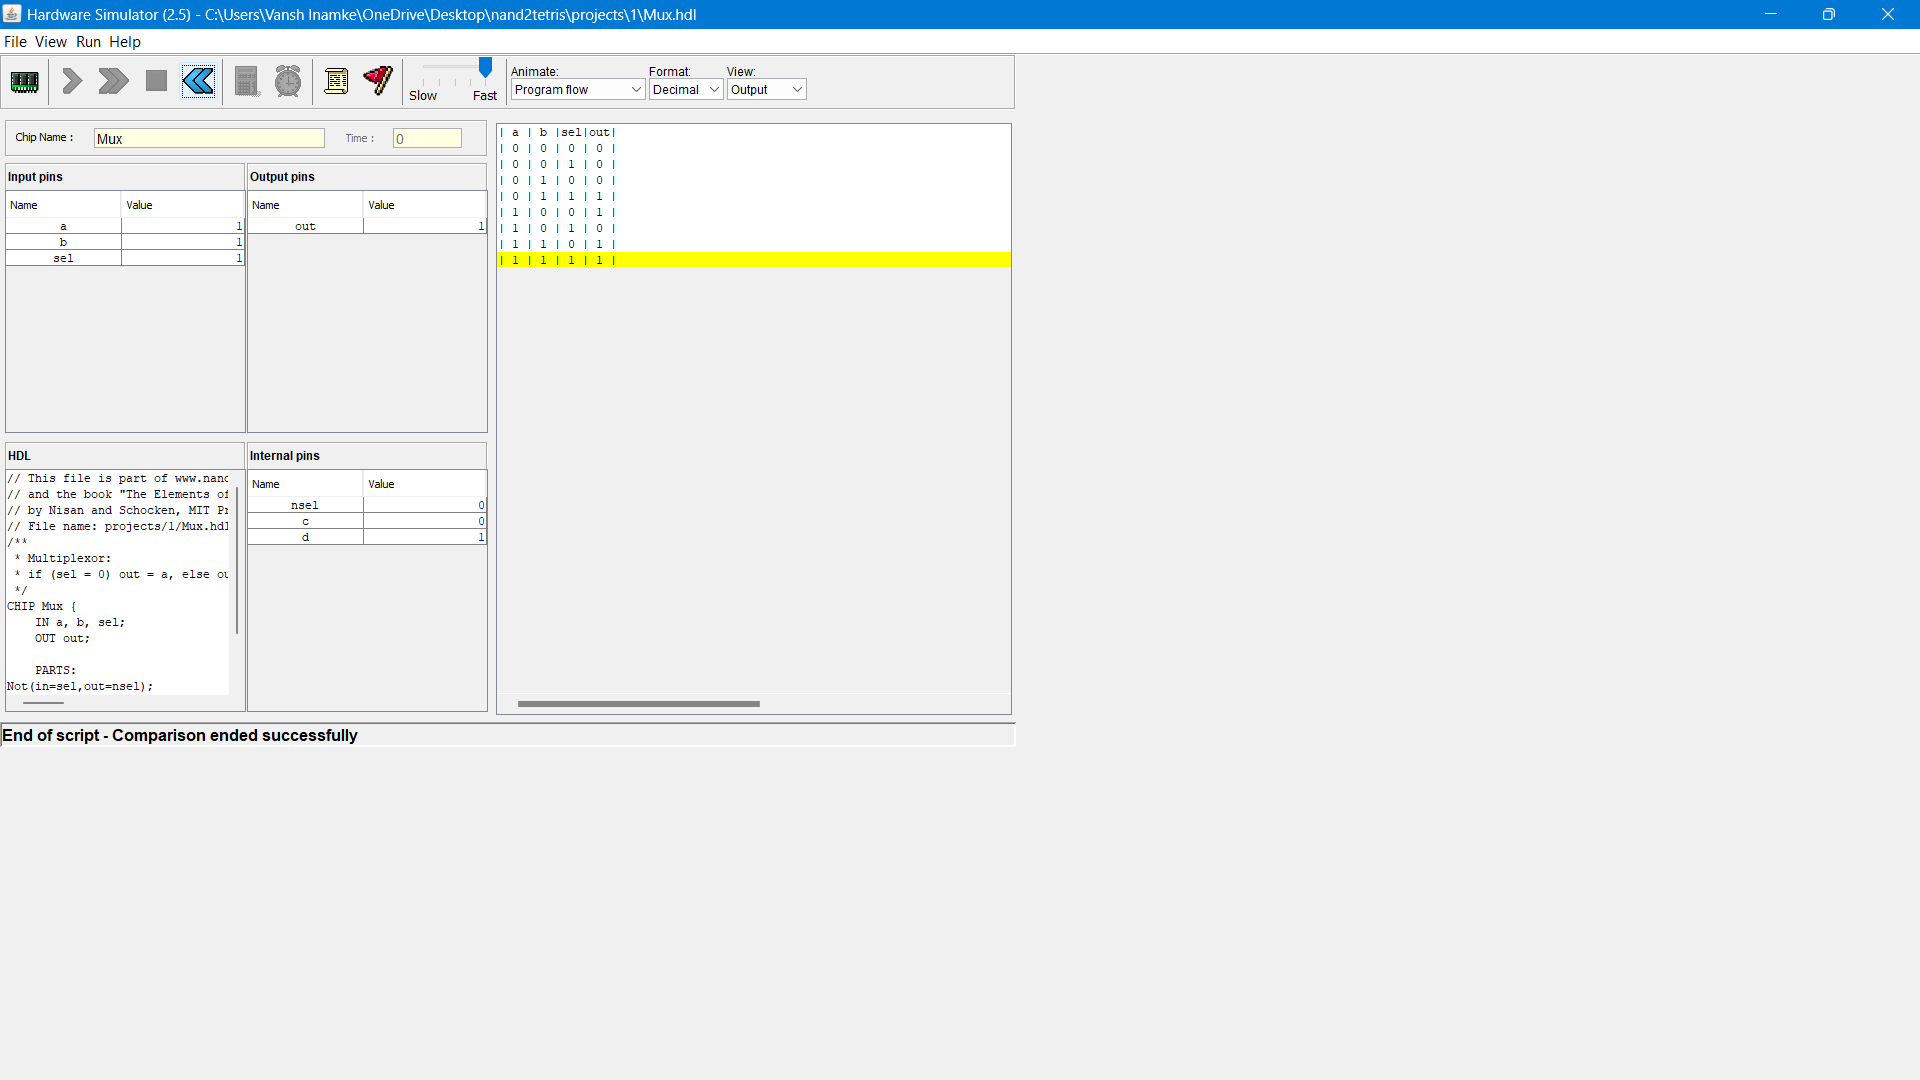 Hardware Simulator (2.5) - C:\Users\Vansh Inamke\OneDrive\Desktop\nand2tetris\projects\1\Mux.hdl
File View Run Help
Slow Fast
Animate: Format: View:
Program flow Decimal Output
Chip Name : Mux Time : 0
Input pins
Name Value
a 1
b 1
sel 1
Output pins
Name Value
out 1
HDL
// This file is part of www.nand
// and the book "The Elements of
// by Nisan and Schocken, MIT Pr
// File name: projects/1/Mux.hdl
/**
* Multiplexor:
* if (sel = 0) out = a, else ou
*/
CHIP Mux {
IN a, b, sel;
OUT out;
PARTS:
Not(in=sel,out=nsel);
Internal pins
Name Value
nsel 0
c 0
d 1
| a | b |sel|out|
| 0 | 0 | 0 | 0 |
| 0 | 0 | 1 | 0 |
| 0 | 1 | 0 | 0 |
| 0 | 1 | 1 | 1 |
| 1 | 0 | 0 | 1 |
| 1 | 0 | 1 | 0 |
| 1 | 1 | 0 | 1 |
| 1 | 1 | 1 | 1 |
End of script - Comparison ended successfully